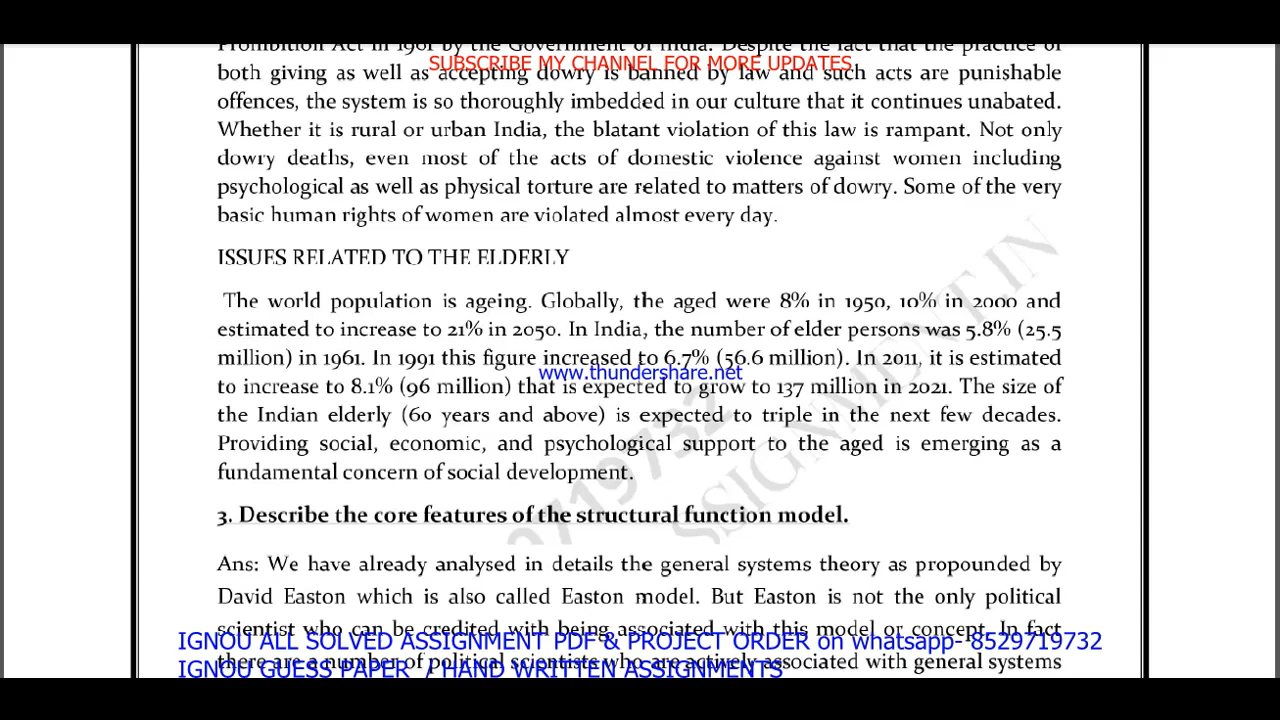 Prohibition Act in 1961 by the Government of India. Despite the fact that the practice of
SUBSCRIBE MY CHANNEL FOR MORE UPDATES
both giving as well as accepting dowry is banned by law and such acts are punishable
offences, the system is so thoroughly imbedded in our culture that it continues unabated.
Whether it is rural or urban India, the blatant violation of this law is rampant. Not only
dowry deaths, even most of the acts of domestic violence against women including
psychological as well as physical torture are related to matters of dowry. Some of the very
basic human rights of women are violated almost every day.
ISSUES RELATED TO THE ELDERLY
The world population is ageing. Globally, the aged were 8% in 1950, 10% in 2000 and
estimated to increase to 21% in 2050. In India, the number of elder persons was 5.8% (25.5
million) in 1961. In 1991 this figure increased to 6.7% (56.6 million). In 2011, it is estimated
www.thundershare.net
to increase to 8.1% (96 million) that is expected to grow to 137 million in 2021. The size of
the Indian elderly (60 years and above) is expected to triple in the next few decades.
Providing social, economic, and psychological support to the aged is emerging as a
fundamental concern of social development.
3. Describe the core features of the structural function model.
Ans: We have already analysed in details the general systems theory as propounded by
David Easton which is also called Easton model. But Easton is not the only political
scientist who can be credited with being associated with this model or concept. In fact
IGNOU ALL SOLVED ASSIGNMENT PDF & PROJECT ORDER on whatsapp- 8529719732
there are a number of political scientists who are actively associated with general systems
IGNOU GUESS PAPER / HAND WRITTEN ASSIGNMENTS